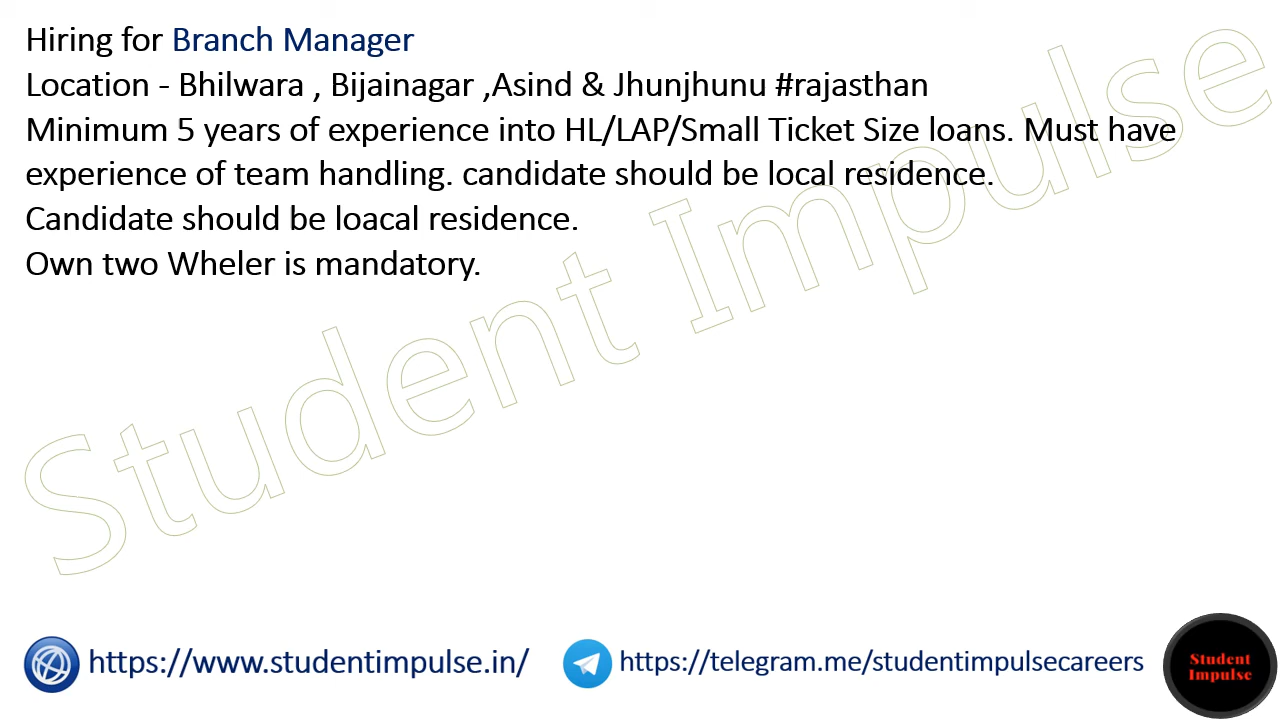 Hiring for Branch Manager
Location - Bhilwara , Bijainagar ,Asind & Jhunjhunu #rajasthan
Minimum 5 years of experience into HL/LAP/Small Ticket Size loans. Must have
experience of team handling. candidate should be local residence.
Candidate should be loacal residence.
Own two Wheler is mandatory.
Student Impulse
https://www.studentimpulse.in/
https://telegram.me/studentimpulsecareers
Student
Impulse